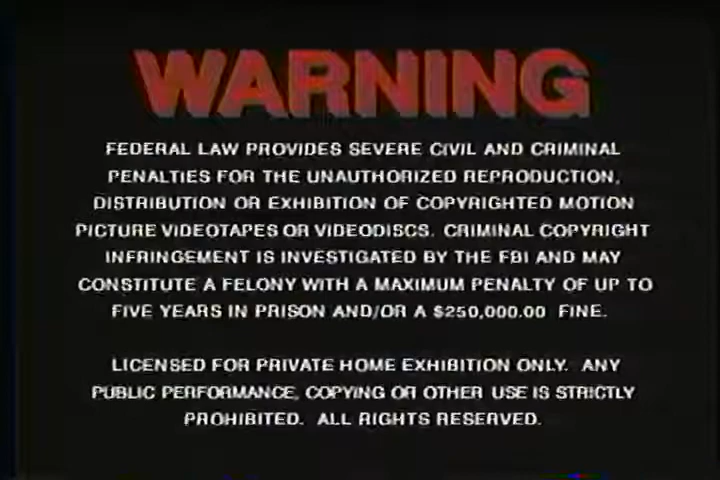 WARNING
FEDERAL LAW PROVIDES SEVERE CIVIL AND CRIMINAL
PENALTIES FOR THE UNAUTHORIZED REPRODUCTION,
DISTRIBUTION OR EXHIBITION OF COPYRIGHTED MOTION
PICTURE VIDEOTAPES OR VIDEODISCS. CRIMINAL COPYRIGHT
INFRINGEMENT IS INVESTIGATED BY THE FBI AND MAY
CONSTITUTE A FELONY WITH A MAXIMUM PENALTY OF UP TO
FIVE YEARS IN PRISON AND/OR A $250,000.00 FINE.
LICENSED FOR PRIVATE HOME EXHIBITION ONLY. ANY
PUBLIC PERFORMANCE, COPYING OR OTHER USE IS STRICTLY
PROHIBITED. ALL RIGHTS RESERVED.